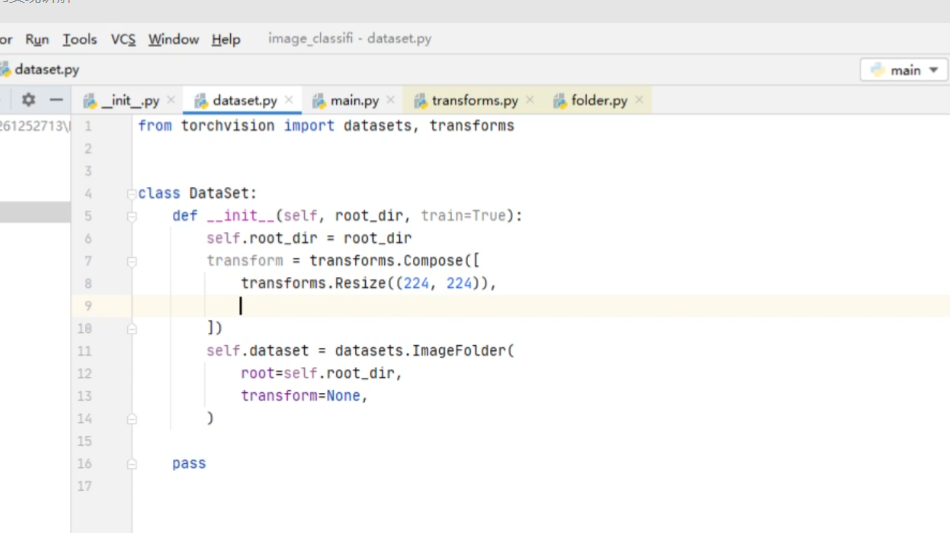 or Run Tools VCS Window Help image_classifi - dataset.py
dataset.py main
__init__.py dataset.py main.py transforms.py folder.py
261252713\
1 from torchvision import datasets, transforms
2
3
4 class DataSet:
5 def __init__(self, root_dir, train=True):
6 self.root_dir = root_dir
7 transform = transforms.Compose([
8 transforms.Resize((224, 224)),
9
10 ])
11 self.dataset = datasets.ImageFolder(
12 root=self.root_dir,
13 transform=None,
14 )
15
16 pass
17